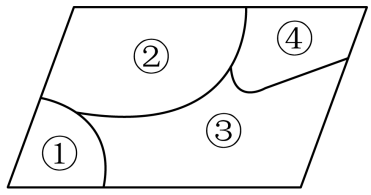 ② ④
③
①